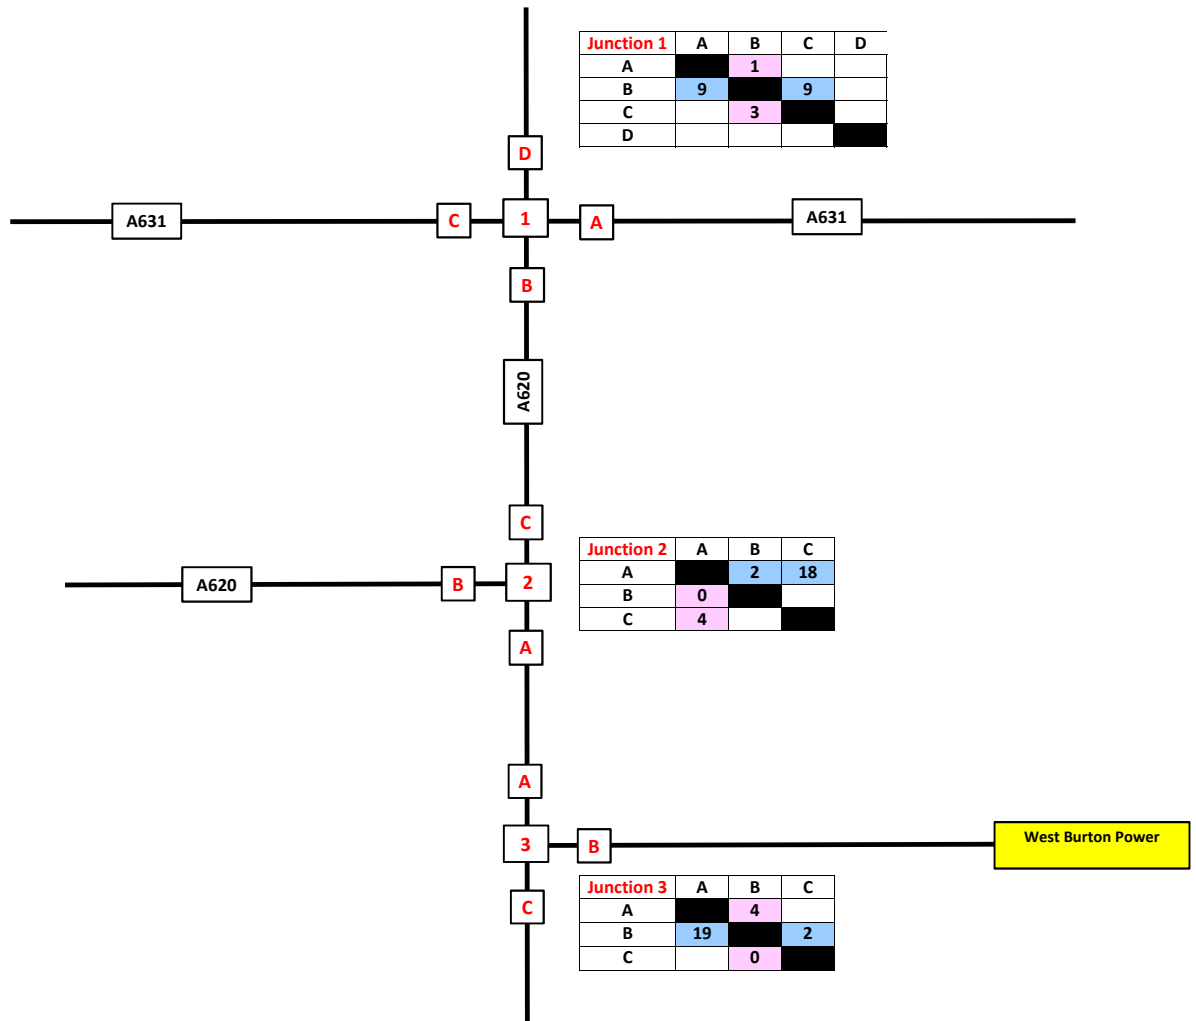 Junction 1 A B C D
A 1
B 9 9
C 3
D
D
A631 C 1 A A631
B
A620
C
Junction 2 A B C
A 2 18
B 0
C 4
A620 B 2
A
A
3 B West Burton Power
C
Junction 3 A B C
A 4
B 19 2
C 0